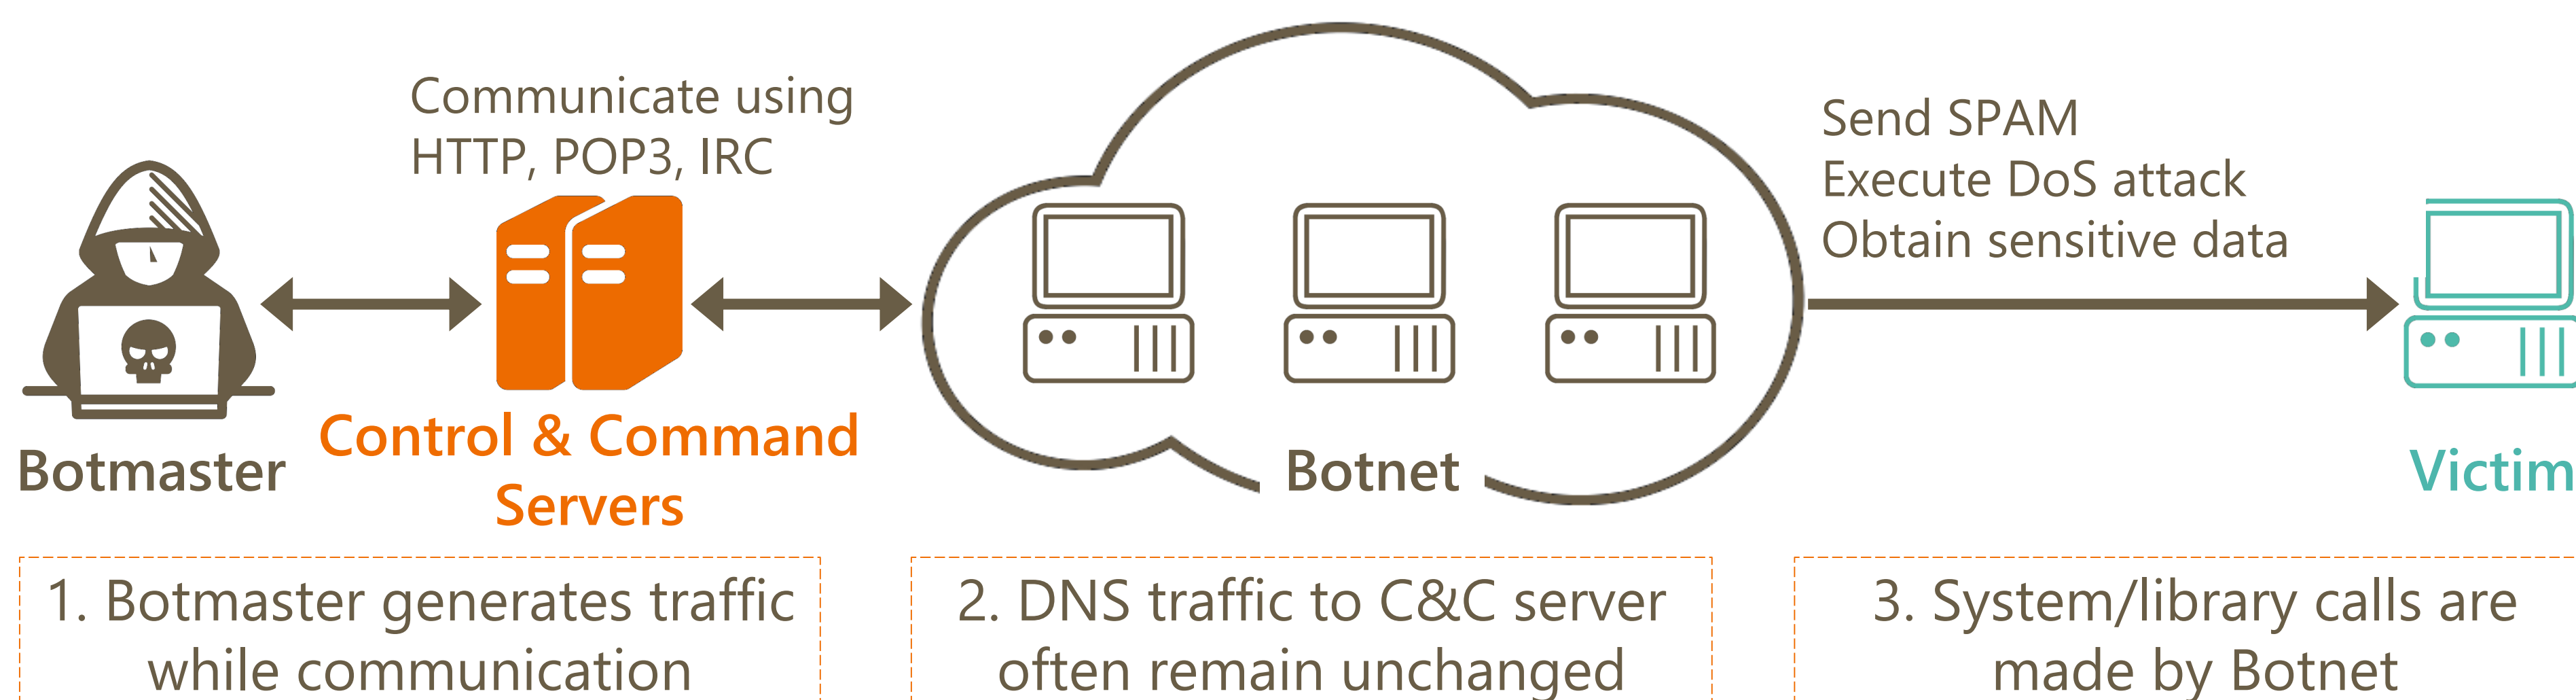 Communicate using
HTTP, POP3, IRC
Send SPAM
Execute DoS attack
Obtain sensitive data
Botmaster
Control & Command
Servers
Botnet
Victim
1. Botmaster generates traffic
while communication
2. DNS traffic to C&C server
often remain unchanged
3. System/library calls are
made by Botnet